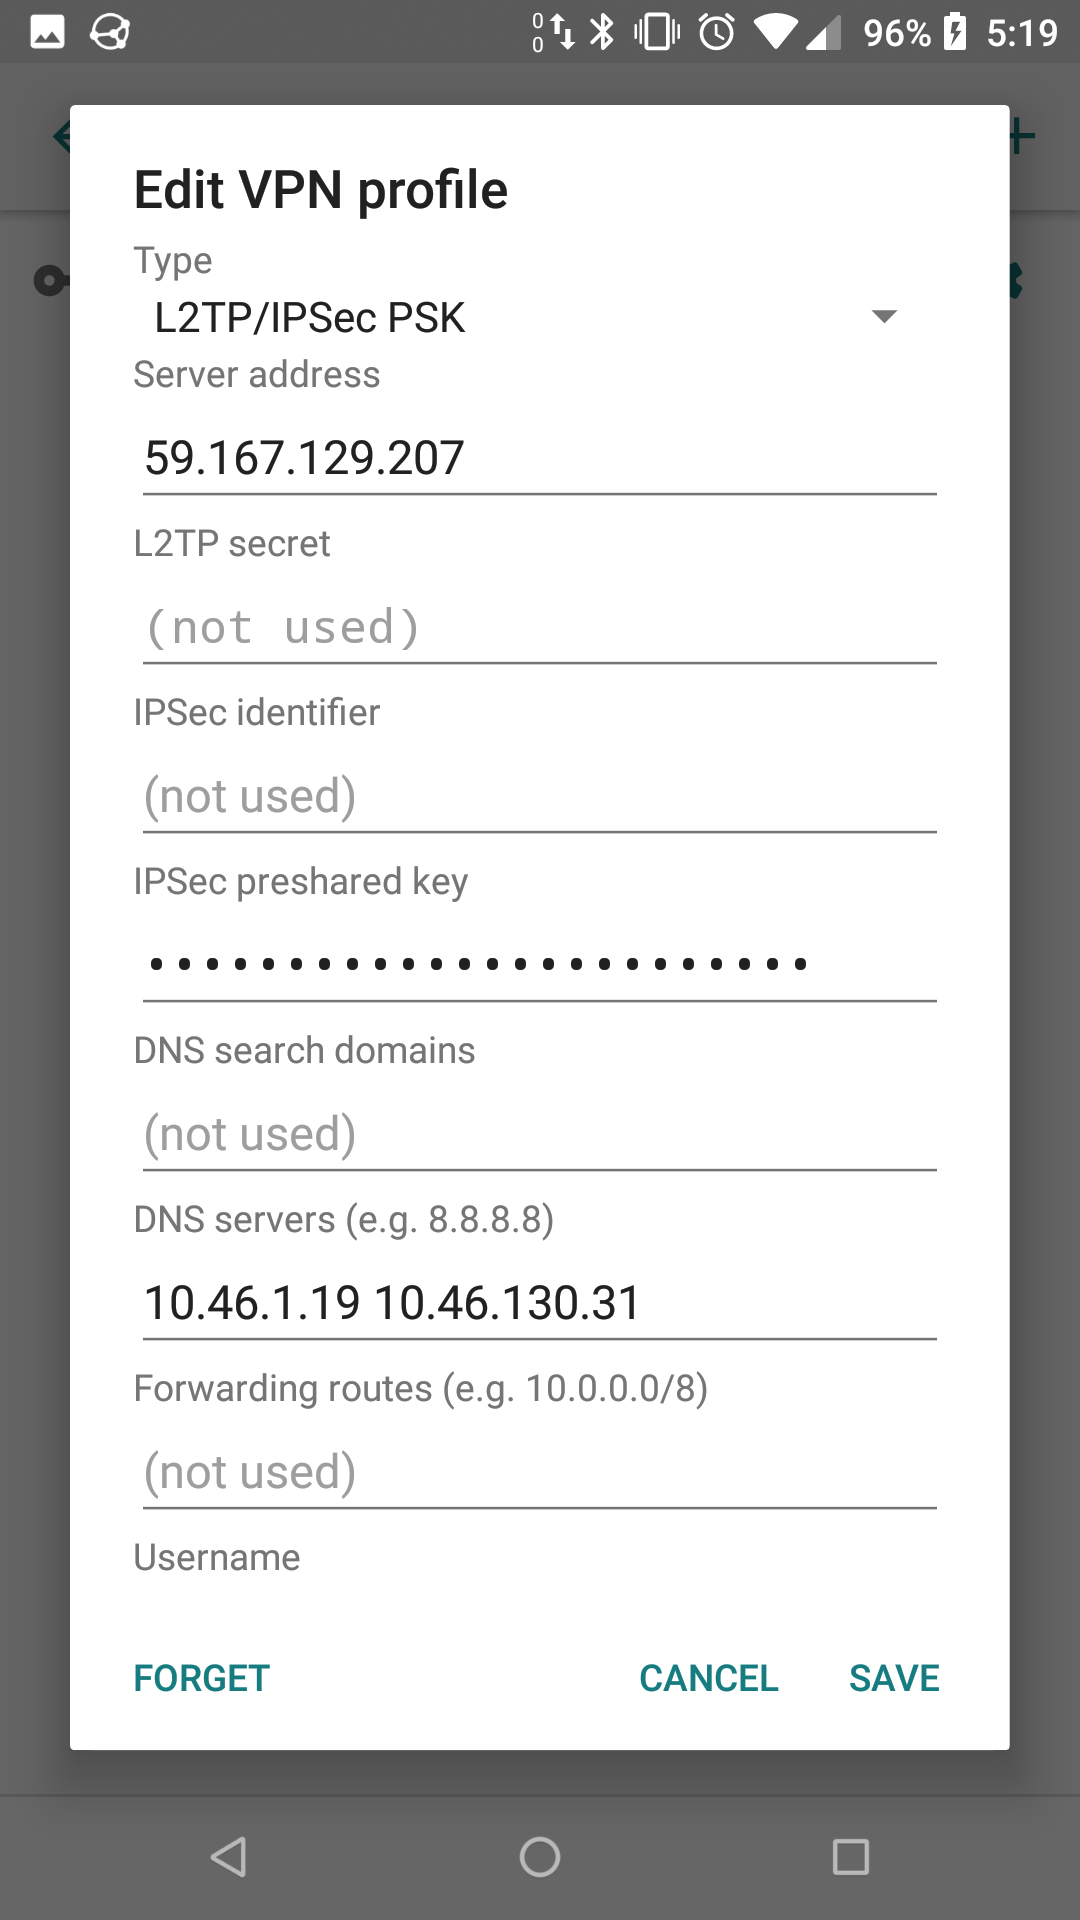 0
0
96% 5:19
Edit VPN profile
Type
L2TP/IPSec PSK
Server address
59.167.129.207
L2TP secret
(not used)
IPSec identifier
(not used)
IPSec preshared key
••••••••••••••••••••••••
DNS search domains
(not used)
DNS servers (e.g. 8.8.8.8)
10.46.1.19 10.46.130.31
Forwarding routes (e.g. 10.0.0.0/8)
(not used)
Username
FORGET CANCEL SAVE